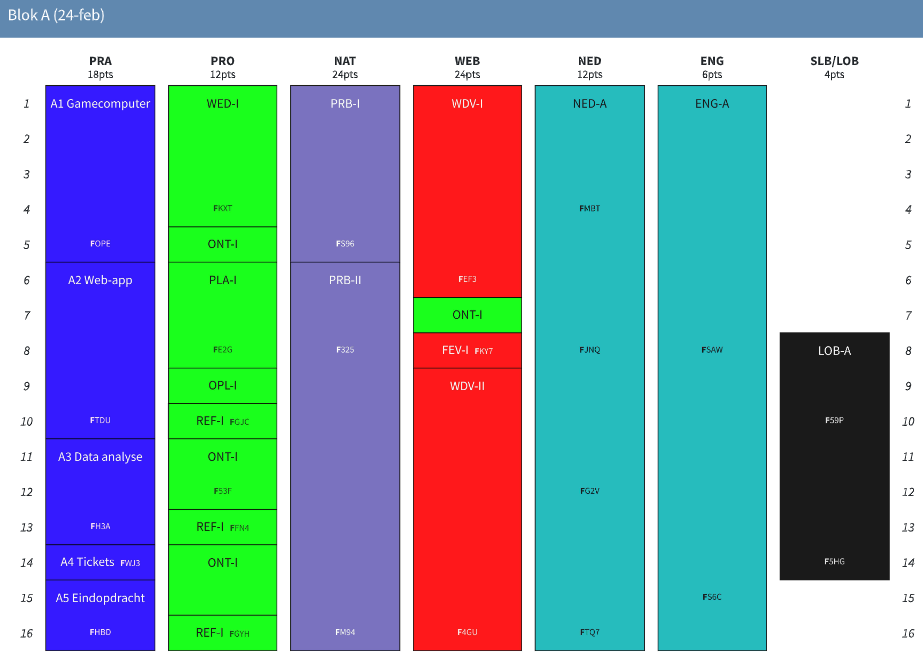 Blok A (24-feb)
PRA PRO NAT WEB NED ENG SLB/LOB
18pts 12pts 24pts 24pts 12pts 6pts 4pts
1 A1 Gamecomputer WED-I PRB-I WDV-I NED-A ENG-A 1
2 2
3 3
4 FKXT FMBT 4
5 FOPE ONT-I FS96 5
6 A2 Web-app PLA-I PRB-II FEF3 6
7 ONT-I 7
8 FE2G F325 FEV-I FKY7 FJNQ FSAW LOB-A 8
9 OPL-I WDV-II 9
10 FTDU REF-I FGJC F59P 10
11 A3 Data analyse ONT-I 11
12 F53F FG2V 12
13 FH3A REF-I FFN4 13
14 A4 Tickets FWJ3 ONT-I F5HG 14
15 A5 Eindopdracht FS6C 15
16 FHBD REF-I FGYH FM94 F4GU FTQ7 16